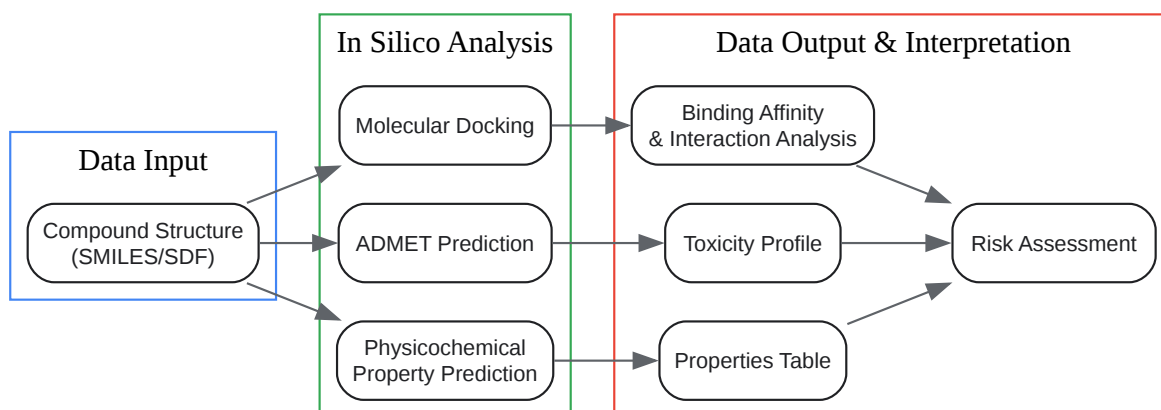 Data Input
Compound Structure
(SMILES/SDF)
In Silico Analysis
Molecular Docking
ADMET Prediction
Physicochemical
Property Prediction
Data Output & Interpretation
Binding Affinity
& Interaction Analysis
Toxicity Profile
Properties Table
Risk Assessment